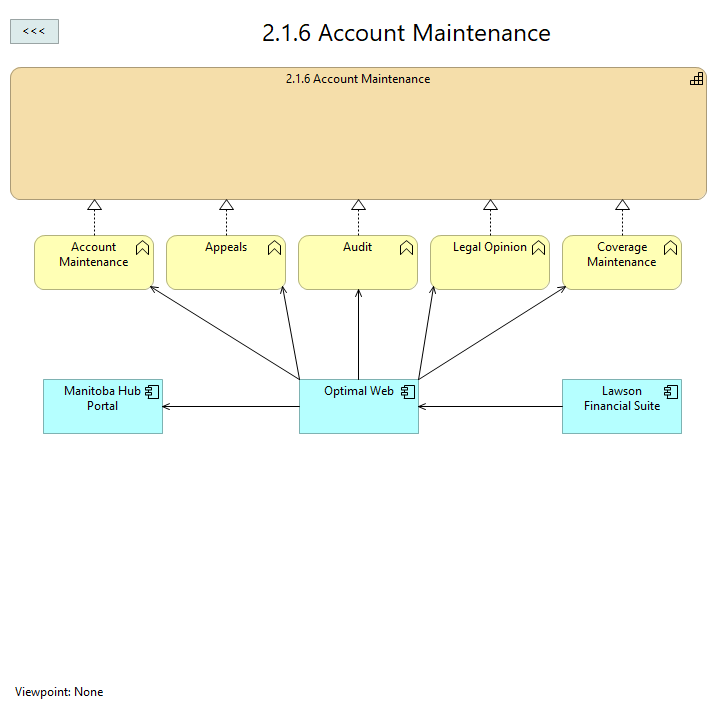 <<<
2.1.6 Account Maintenance
2.1.6 Account Maintenance
Account
Maintenance
Appeals
Audit
Legal Opinion
Coverage
Maintenance
Manitoba Hub
Portal
Optimal Web
Lawson
Financial Suite
Viewpoint: None